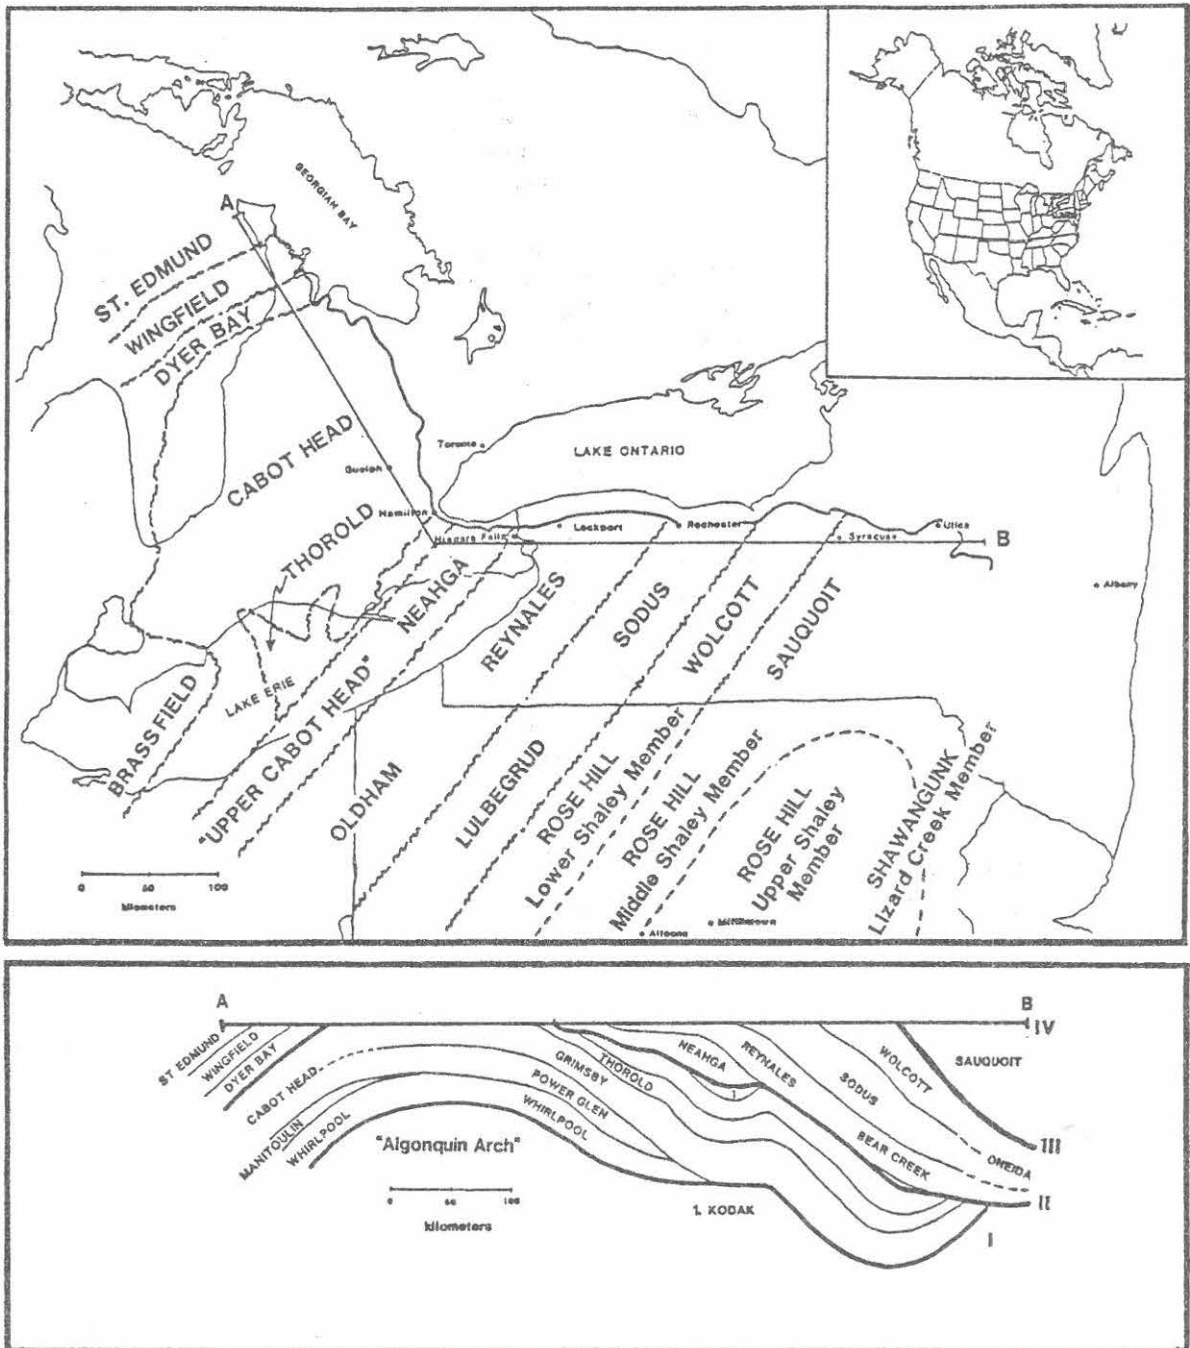 A
GEORGIAN BAY
ST. EDMUND
WINGFIELD
DYER BAY
CABOT HEAD
Guelph
Toronto
LAKE ONTARIO
THOROLD
Hamilton
Niagara Falls
Lockport
Rochester
Syracuse
Utica
B
Albany
NEAHGA
REYNALES
SODUS
WOLCOTT
SAUQUOIT
LAKE ERIE
BRASSFIELD
"UPPER CABOT HEAD"
OLDHAM
LULBEGRUD
ROSE HILL
Lower Shaley Member
ROSE HILL
Middle Shaley Member
ROSE HILL
Upper Shaley
Member
SHAWANGUNK
Lizard Creek Member
Altoona
0 50 100
kilometers
A
B
IV
ST EDMUND
WINGFIELD
DYER BAY
CABOT HEAD
MANITOULIN
WHIRLPOOL
GRIMSBY
POWER GLEN
WHIRLPOOL
THOROLD
NEAHGA
1
REYNALES
SODUS
WOLCOTT
SAUQUOIT
BEAR CREEK
ONEIDA
III
II
I
"Algonquin Arch"
0 50 100
kilometers
1. KODAK